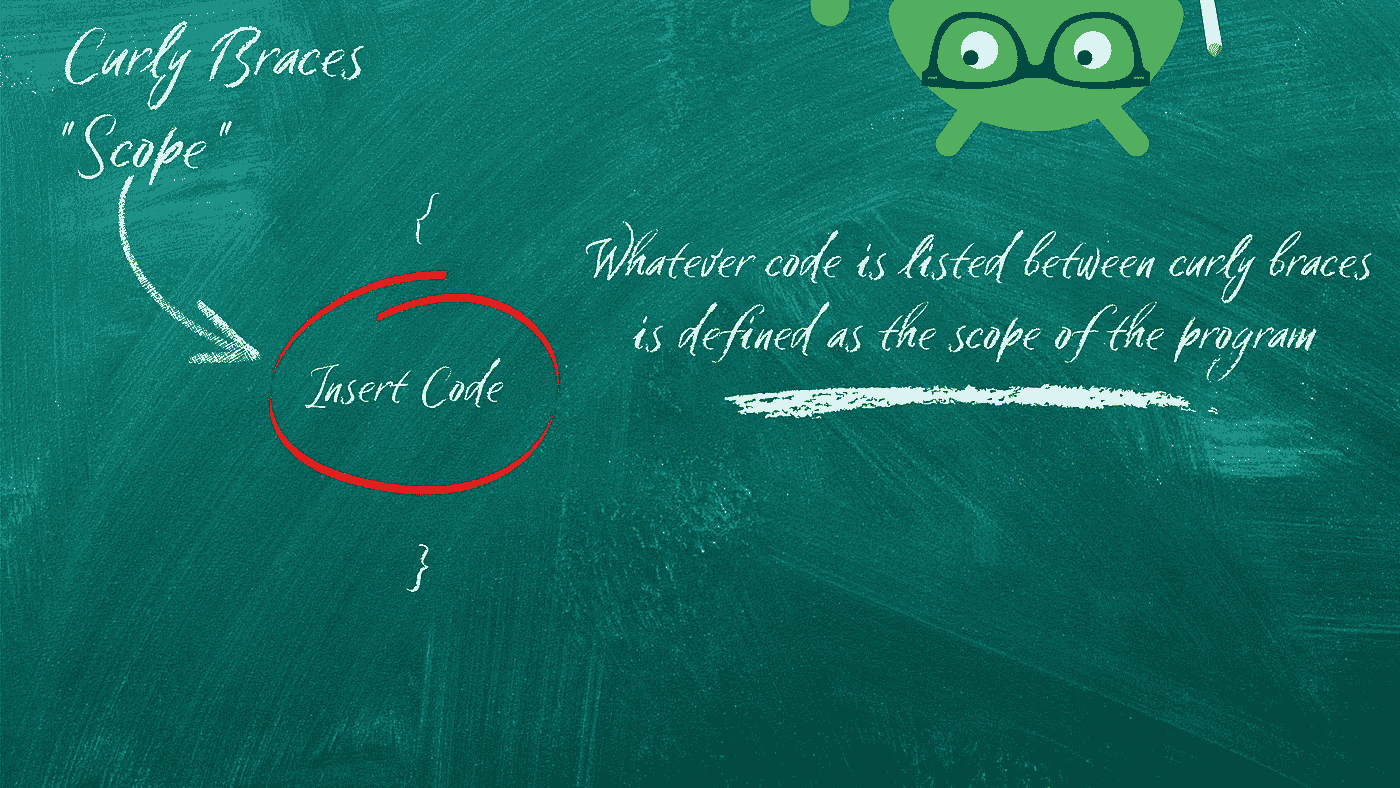 Curly Braces
"Scope"
{
Insert Code
}
Whatever code is listed between curly braces
is defined as the scope of the program